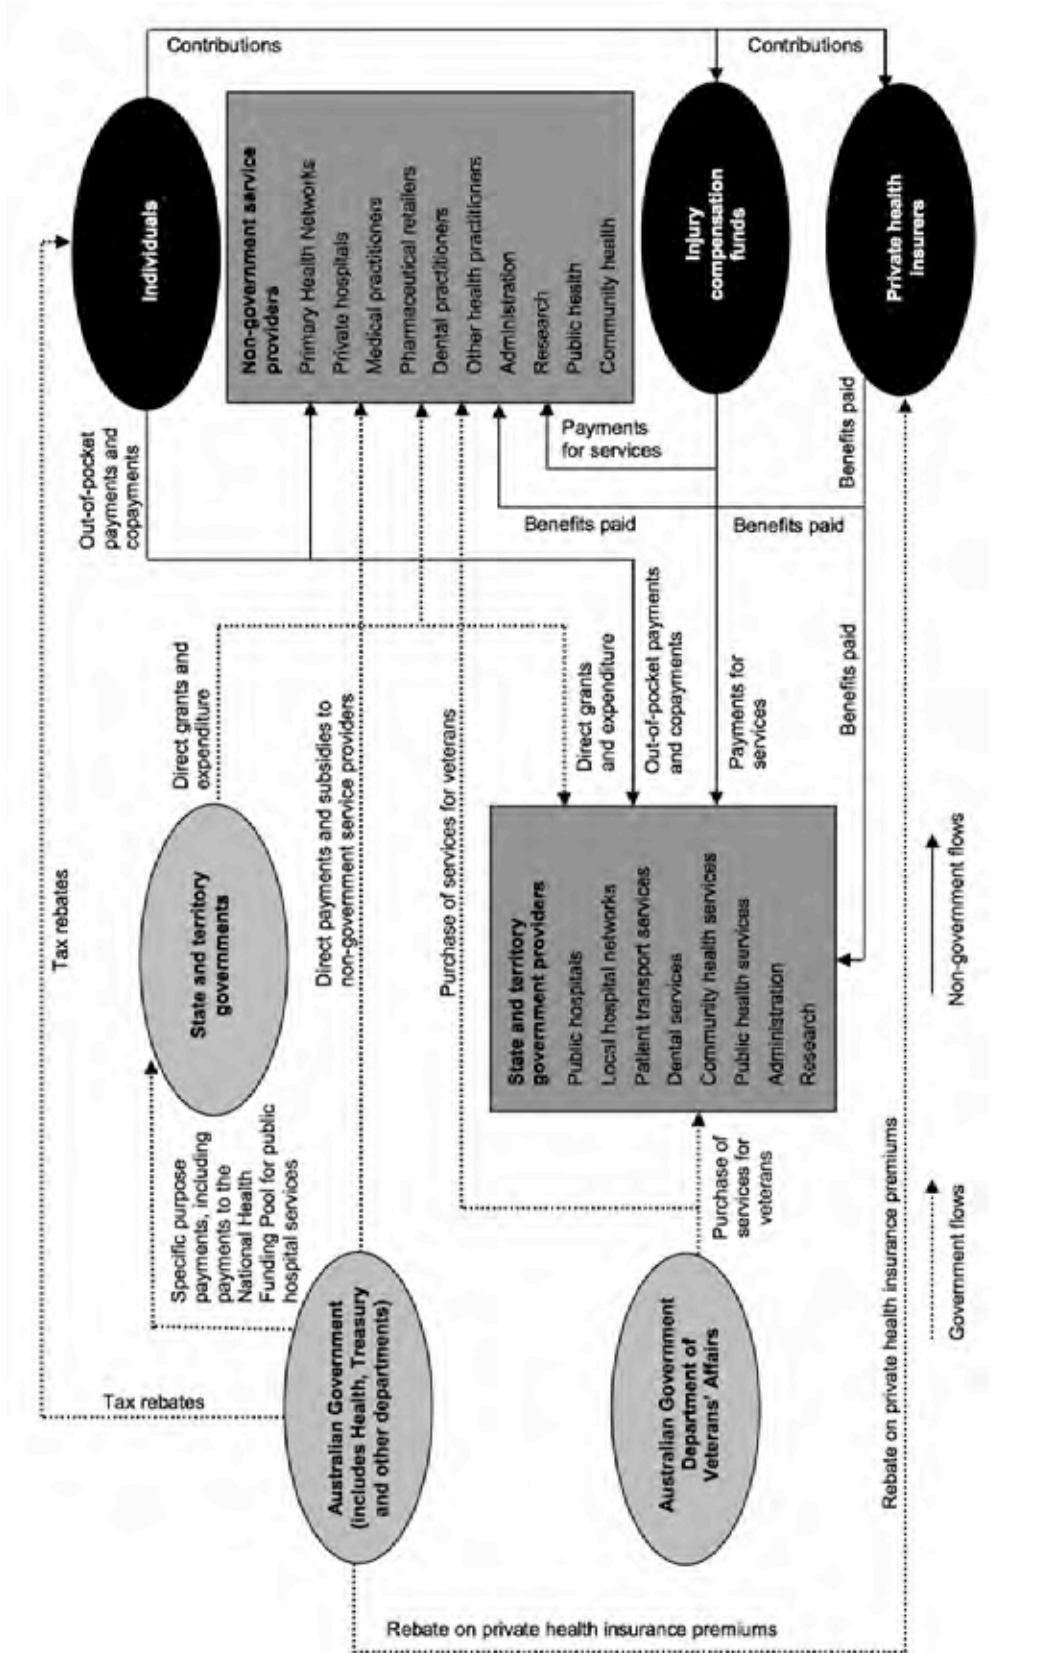 Contributions
Contributions
Individuals
Non-government service
providers
Primary Health Networks
Private hospitals
Medical practitioners
Pharmaceutical retailers
Dental practitioners
Other health practitioners
Administration
Research
Public health
Community health
Injury
compensation
funds
Private health
insurers
Out-of-pocket
payments and
copayments
Payments
for services
Benefits paid
Benefits paid
Benefits paid
Tax rebates
Direct grants and
expenditure
Direct payments and subsidies to
non-government service providers
Purchase of services for veterans
Direct grants
and expenditure
Out-of-pocket payments
and copayments
Payments for
services
Benefits paid
State and territory
governments
State and territory
government providers
Public hospitals
Local hospital networks
Patient transport services
Dental services
Community health services
Public health services
Administration
Research
Specific purpose
payments, including
payments to the
National Health
Funding Pool for public
hospital services
Purchase of
services for
veterans
Tax rebates
Australian Government
(includes Health, Treasury
and other departments)
Australian Government
Department of
Veterans' Affairs
Rebate on private health insurance premiums
Rebate on private health insurance premiums
Government flows
Non-government flows